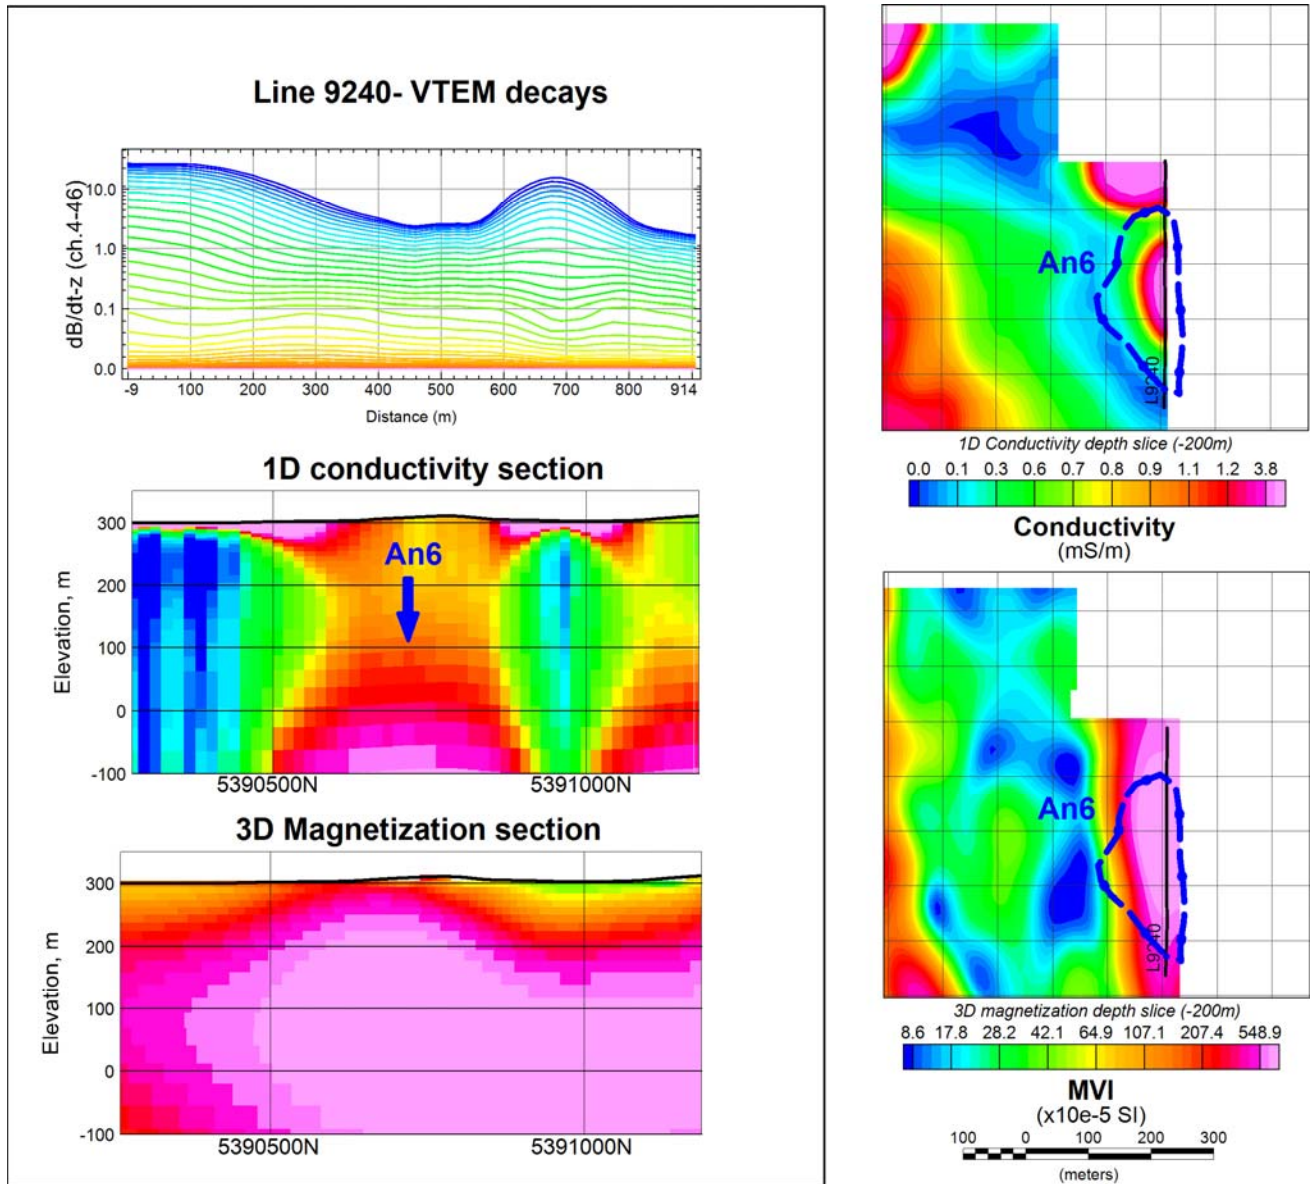 Line 9240- VTEM decays
dB/dt-z (ch.4-46)
10.0
1.0
0.1
0.0
-9 100 200 300 400 500 600 700 800 914
Distance (m)
1D conductivity section
Elevation, m
300
200
100
0
-100
An6
5390500N 5391000N
3D Magnetization section
Elevation, m
300
200
100
0
-100
5390500N 5391000N
An6
L9240
1D Conductivity depth slice (-200m)
0.0 0.1 0.3 0.6 0.7 0.8 0.9 1.1 1.2 3.8
Conductivity
(mS/m)
An6
L9240
3D magnetization depth slice (-200m)
8.6 17.8 28.2 42.1 64.9 107.1 207.4 548.9
MVI
(x10e-5 SI)
100 0 100 200 300
(meters)